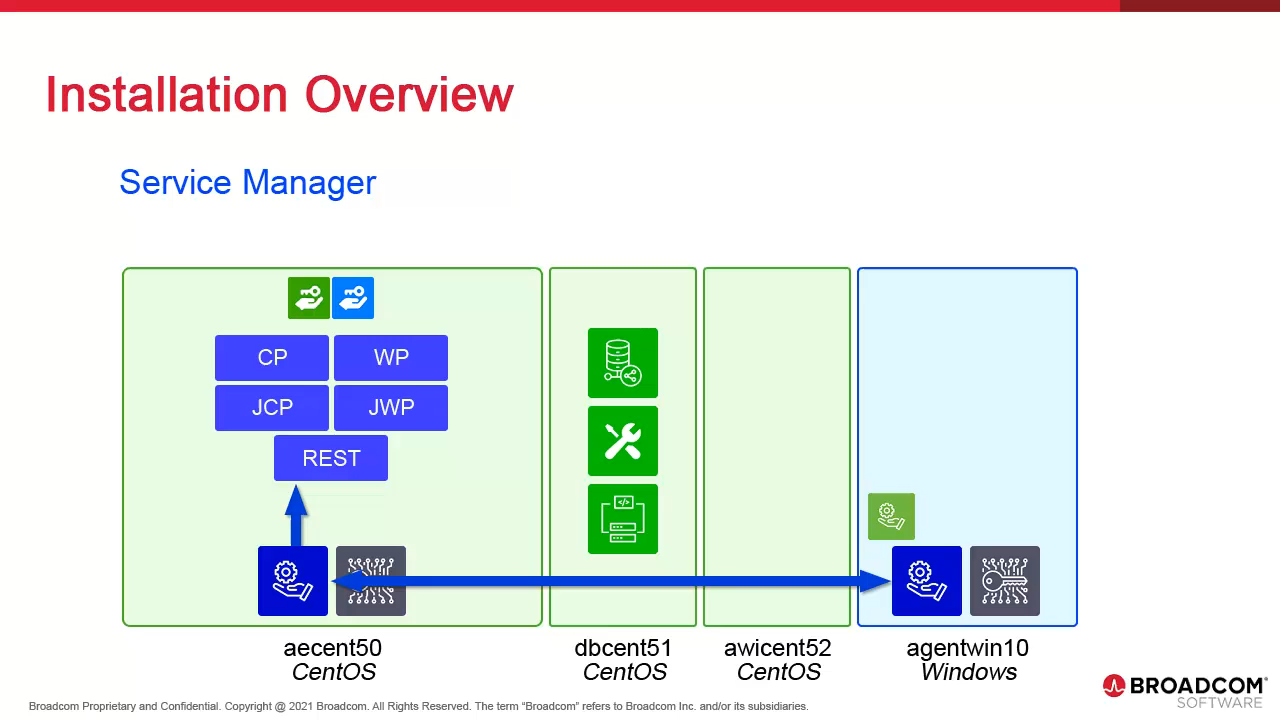 Installation Overview
Service Manager
CP
WP
JCP
JWP
REST
</>
aecent50
CentOS
dbcent51
CentOS
awicent52
CentOS
agentwin10
Windows
BROADCOM®
SOFTWARE
Broadcom Proprietary and Confidential. Copyright @ 2021 Broadcom. All Rights Reserved. The term “Broadcom” refers to Broadcom Inc. and/or its subsidiaries.